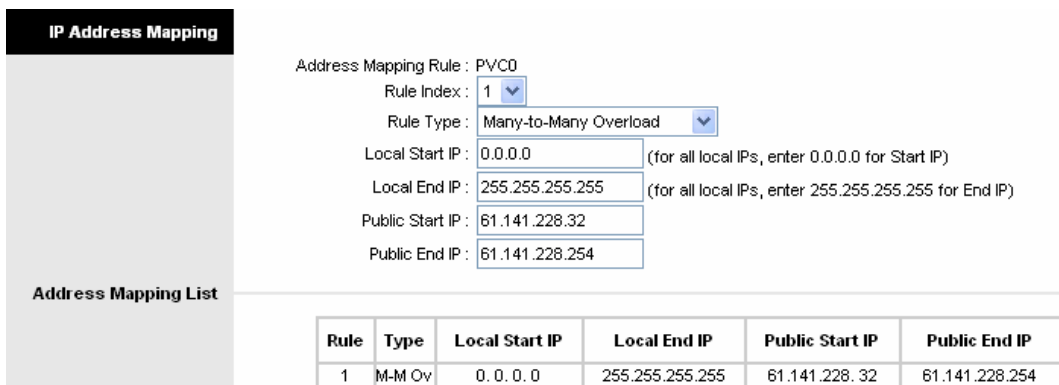 IP Address Mapping
Address Mapping Rule : PVC0
Rule Index : 1
Rule Type : Many-to-Many Overload
Local Start IP : 0.0.0.0 (for all local IPs, enter 0.0.0.0 for Start IP)
Local End IP : 255.255.255.255 (for all local IPs, enter 255.255.255.255 for End IP)
Public Start IP : 61.141.228.32
Public End IP : 61.141.228.254
Address Mapping List
Rule Type Local Start IP Local End IP Public Start IP Public End IP
1 M-M Ov 0. 0. 0. 0 255.255.255.255 61.141.228. 32 61.141.228.254